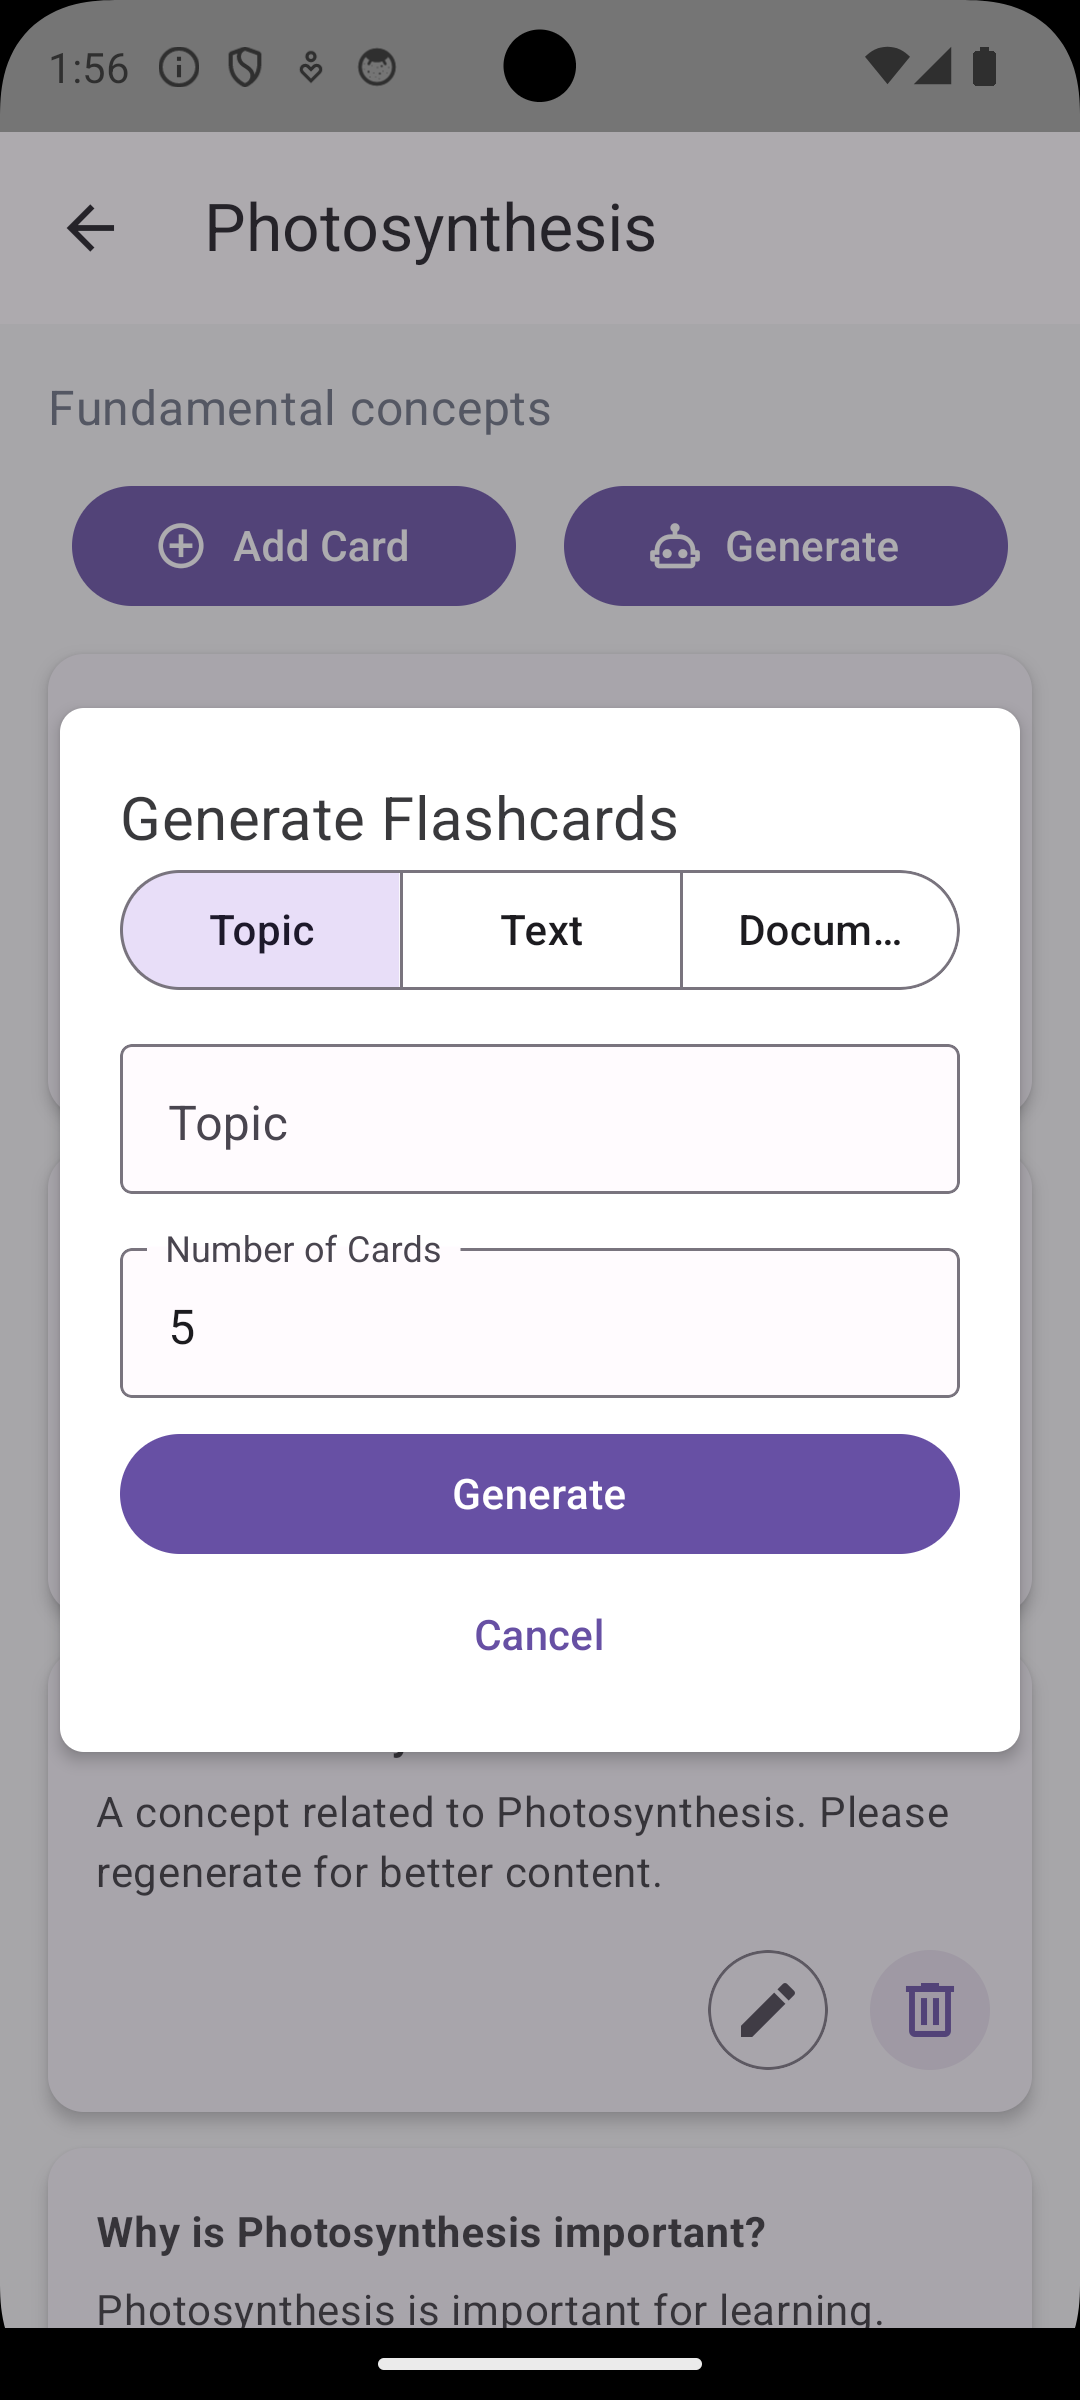 1:56
Photosynthesis
Fundamental concepts
Add Card
Generate
Generate Flashcards
Topic
Text
Docum...
Topic
Number of Cards
5
Generate
Cancel
A concept related to Photosynthesis. Please
regenerate for better content.
Why is Photosynthesis important?
Photosynthesis is important for learning.